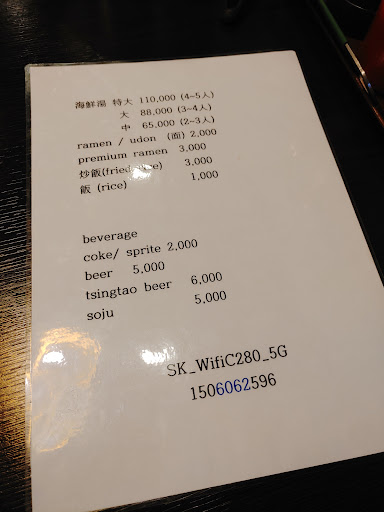 海鮮湯 特大 110,000 (4~5人)
大 88,000 (3~4人)
中 65,000 (2~3人)
ramen / udon (面) 2,000
premium ramen 3,000
炒飯(fried rice) 3,000
飯 (rice) 1,000
beverage
coke/ sprite 2,000
beer 5,000
tsingtao beer 6,000
soju 5,000
SK_WifiC280_5G
1506062596